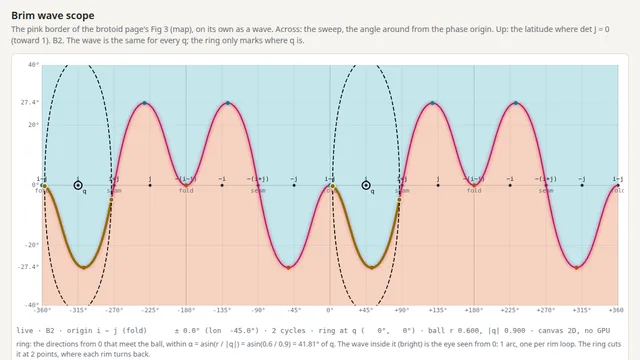 Brim wave scope
The pink border of the brotoid page's Fig 3 (map), on its own as a wave. Across: the sweep, the angle around from the phase origin. Up: the latitude where det J = 0
(toward 1). B2. The wave is the same for every q; the ring only marks where q is.
40°
27.4°
20°
i−j i i+j j −(i−j) −i −(i+j) −j i−j i i+j j −(i−j) −i −(i+j) −j i−j
0°
q q
fold seam fold seam fold seam fold seam fold
-20°
-27.4°
-40°
-360° -315° -270° -225° -180° -135° -90° -45° 0° +45° +90° +135° +180° +225° +270° +315° +360°
live · B2 · origin i − j (fold) ± 0.0° (lon -45.0°) · 2 cycles · ring at q ( 0°, 0°) · ball r 0.600, |q| 0.900 · canvas 2D, no GPU
ring: the directions from 0 that meet the ball, within α = asin(r / |q|) = asin(0.6 / 0.9) = 41.81° of q. The wave inside it (bright) is the eye seen from 0: 1 arc, one per rim loop. The ring cuts
it at 2 points, where each rim turns back.